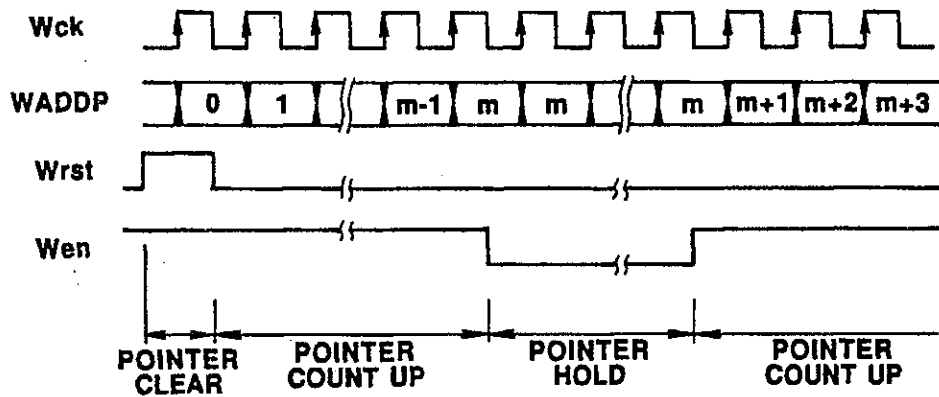 Wck
WADDP 0 1 m-1 m m m m+1 m+2 m+3
Wrst
Wen
POINTER CLEAR
POINTER COUNT UP
POINTER HOLD
POINTER COUNT UP